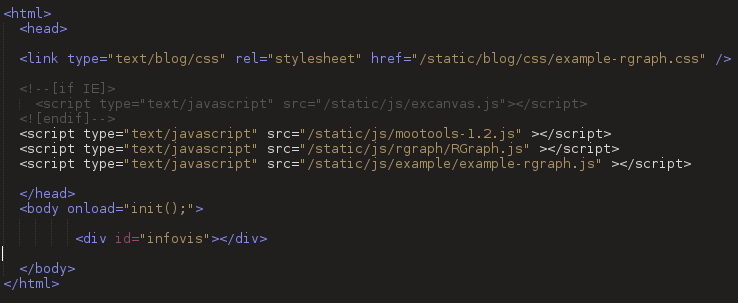 <html>
<head>
<link type="text/blog/css" rel="stylesheet" href="/static/blog/css/example-rgraph.css" />
<!--[if IE]>
<script type="text/javascript" src="/static/js/excanvas.js"></script>
<![endif]-->
<script type="text/javascript" src="/static/js/mootools-1.2.js" ></script>
<script type="text/javascript" src="/static/js/rgraph/RGraph.js" ></script>
<script type="text/javascript" src="/static/js/example/example-rgraph.js" ></script>
</head>
<body onload="init();">
<div id="infovis"></div>
</body>
</html>